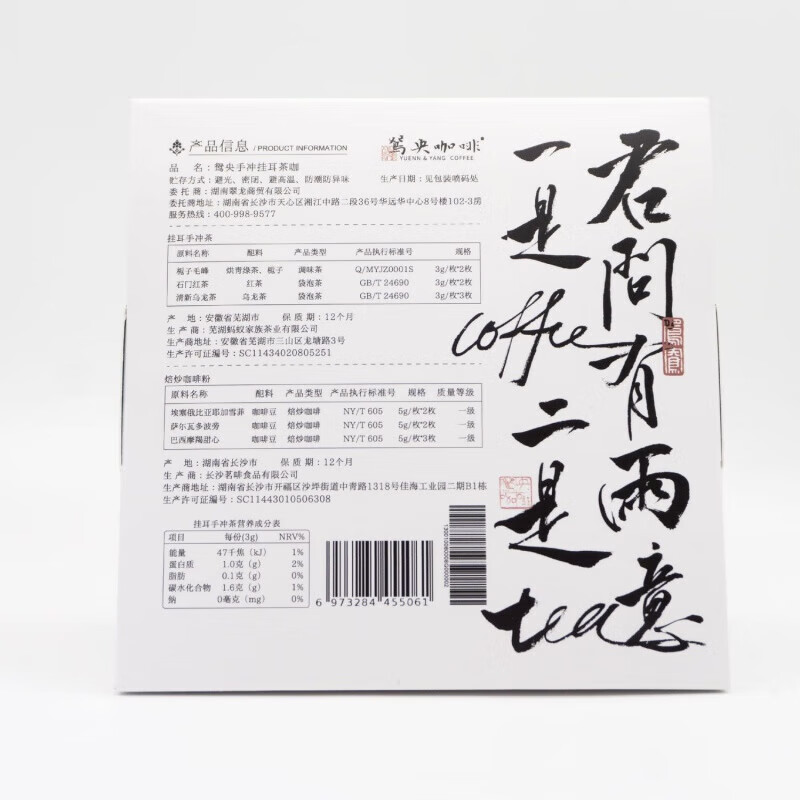 产品信息 / PRODUCT INFORMATION
鸳央咖啡
YUENN & YANG COFFEE
品 名：鸳央手冲挂耳茶咖
贮存方式：避光、密闭、避高温、防潮防异味 生产日期：见包装喷码处
委托商：湖南翠龙商贸有限公司
委托商地址：湖南省长沙市天心区湘江中路二段36号华远华中心8号楼102-3房
服务热线：400-998-9577
挂耳手冲茶
原料名称 配料 产品类型 产品执行标准号 规格
栀子毛峰 烘青绿茶、栀子 调味茶 Q/MYJZ0001S 3g/枚*2枚
石门红茶 红茶 袋泡茶 GB/T 24690 3g/枚*2枚
清新乌龙茶 乌龙茶 袋泡茶 GB/T 24690 3g/枚*3枚
产 地：安徽省芜湖市 保质期：12个月
生产商：芜湖蚂蚁家族茶业有限公司
生产商地址：安徽省芜湖市三山区龙塘路3号
生产许可证编号：SC11434020805251
焙炒咖啡粉
原料名称 配料 产品类型 产品执行标准号 规格 质量等级
埃塞俄比亚耶加雪菲 咖啡豆 焙炒咖啡 NY/T 605 5g/枚*2枚 一级
萨尔瓦多波旁 咖啡豆 焙炒咖啡 NY/T 605 5g/枚*2枚 一级
巴西摩羯甜心 咖啡豆 焙炒咖啡 NY/T 605 5g/枚*3枚 一级
产 地：湖南省长沙市 保质期：12个月
生产商：长沙茗啡食品有限公司
生产商地址：湖南省长沙市开福区沙坪街道中青路1318号佳海工业园二期B1栋
生产许可证编号：SC11443010506308
挂耳手冲茶营养成分表
项目 每份(3g) NRV%
能量 47千焦（kJ） 1%
蛋白质 1.0克（g） 2%
脂肪 0.1克（g） 0%
碳水化合物 1.6克（g） 1%
钠 0毫克（mg） 0%
6 973284 455061
君问有两意
一是coffee
二是tea